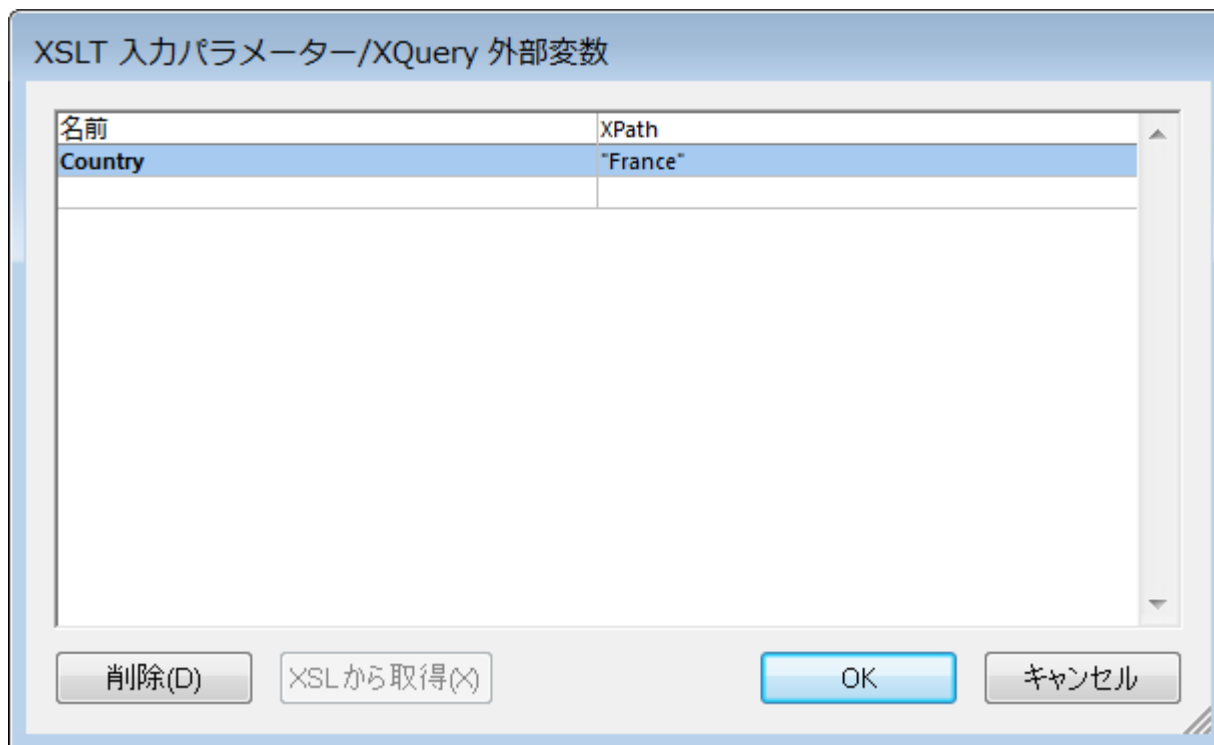 XSLT 入力パラメーター/XQuery 外部変数
名前 XPath
Country "France"
削除(D) XSLから取得(X) OK キャンセル